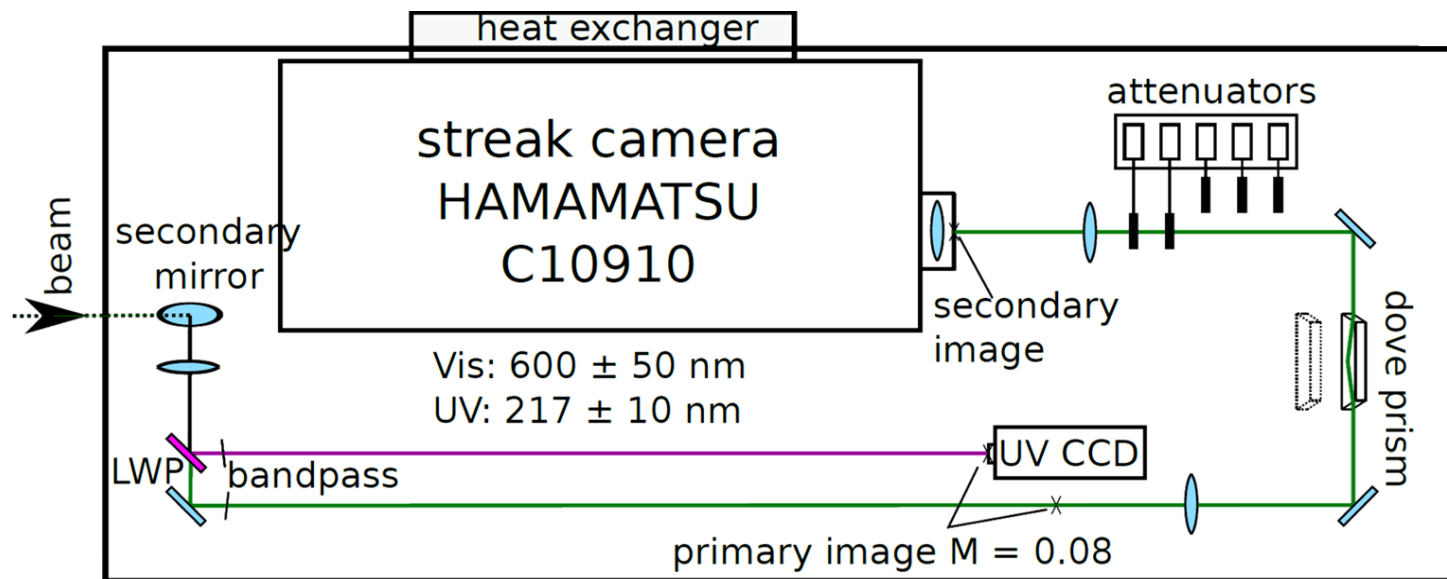 heat exchanger
streak camera
HAMAMATSU
C10910
attenuators
beam
secondary
mirror
secondary
image
dove prism
Vis: 600 ± 50 nm
UV: 217 ± 10 nm
UV CCD
LWP
bandpass
primary image M = 0.08